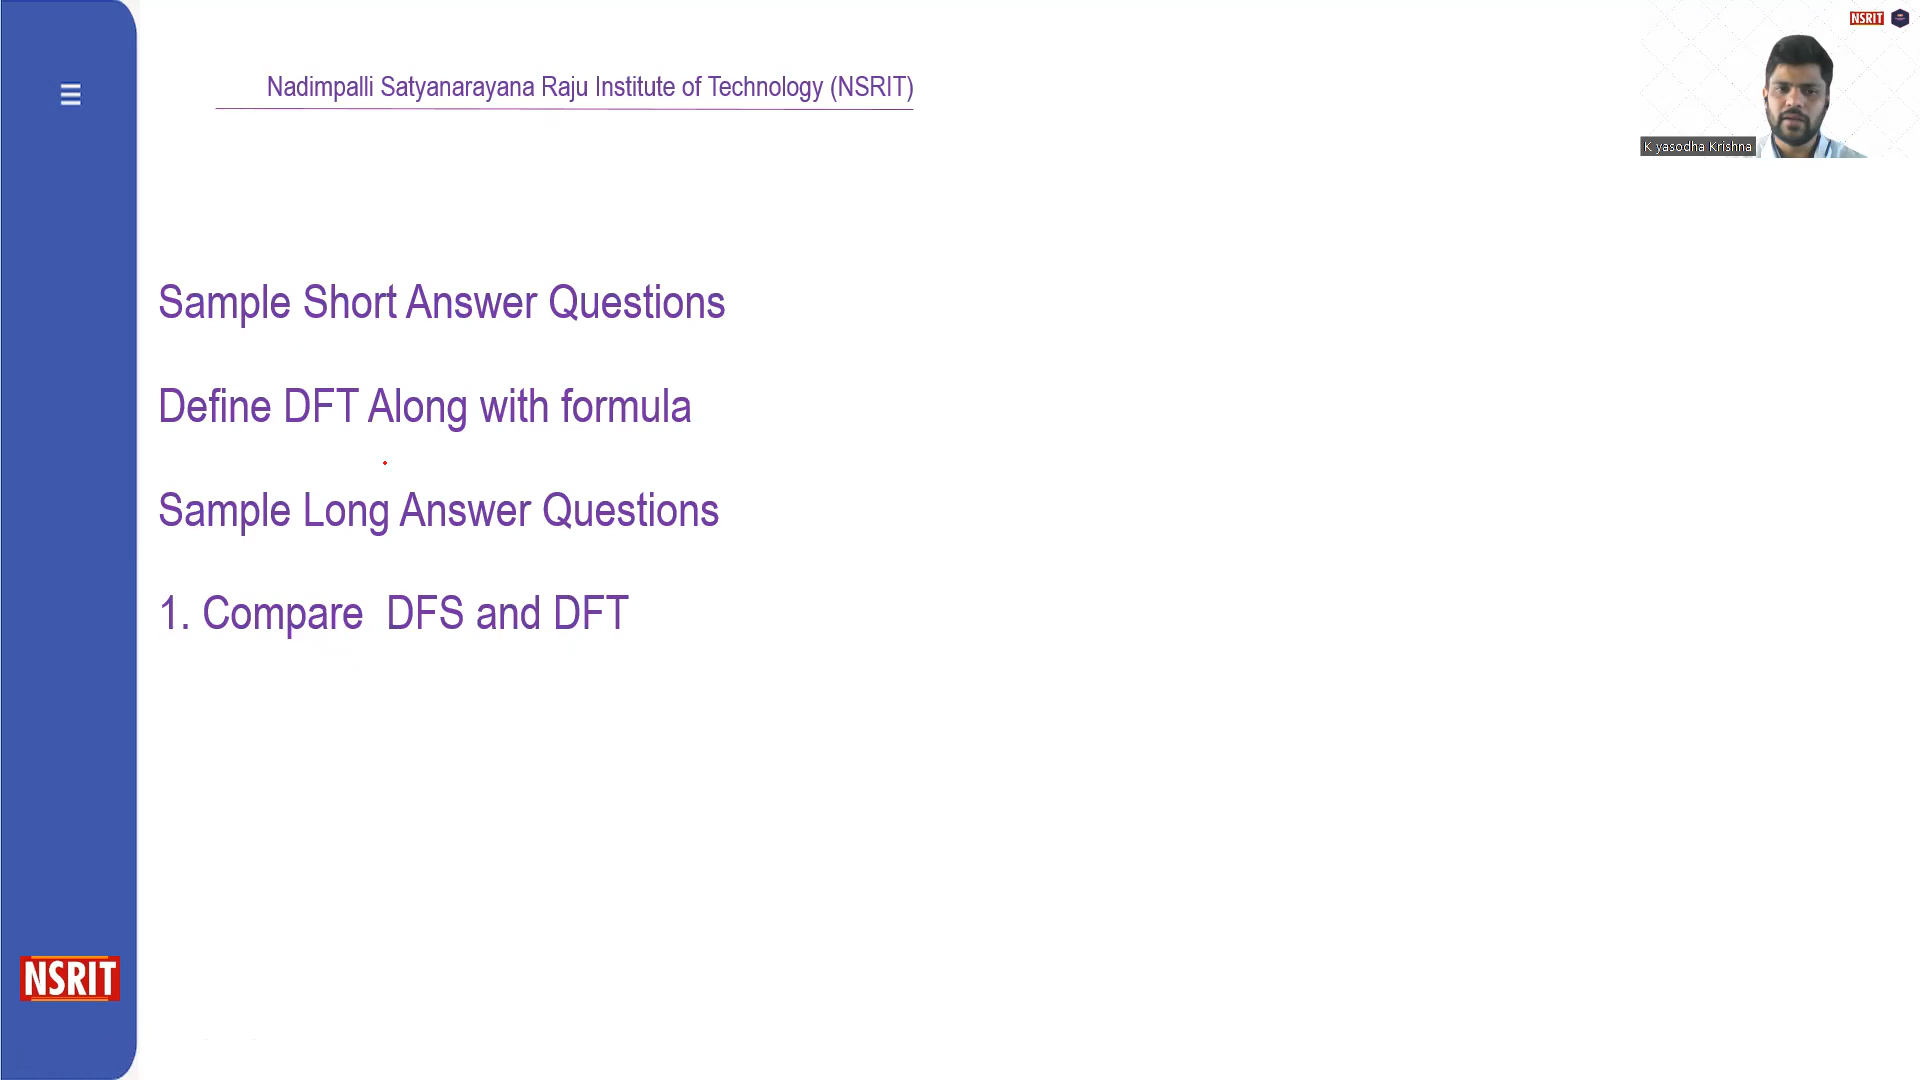 NSRIT
Nadimpalli Satyanarayana Raju Institute of Technology (NSRIT)
K yasodha Krishna
Sample Short Answer Questions
Define DFT Along with formula
Sample Long Answer Questions
1. Compare  DFS and DFT
NSRIT